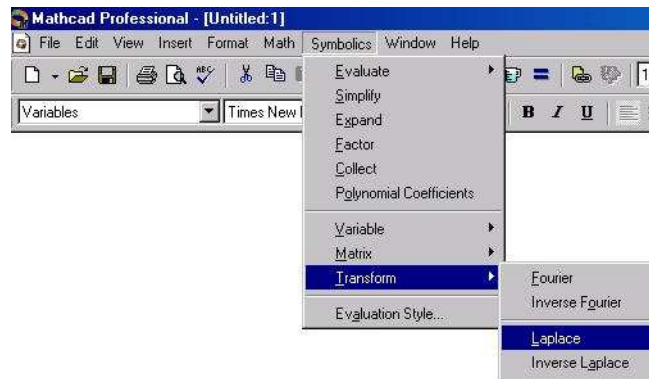 Mathcad Professional - [Untitled:1]
File Edit View Insert Format Math Symbolics Window Help
Variables
Times New
B I U
Evaluate
Simplify
Expand
Factor
Collect
Polynomial Coefficients
Variable
Matrix
Transform
Evaluation Style...
Fourier
Inverse Fourier
Laplace
Inverse Laplace